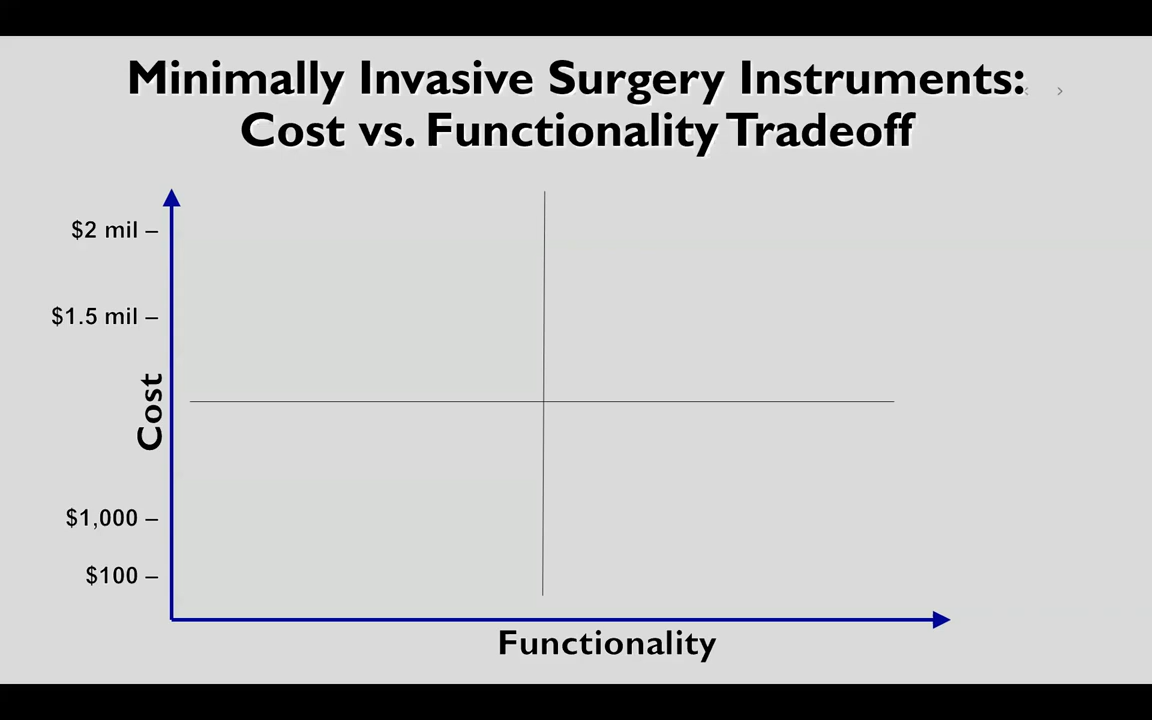 Minimally Invasive Surgery Instruments:
Cost vs. Functionality Tradeoff
$2 mil –
$1.5 mil –
Cost
$1,000 –
$100 –
Functionality